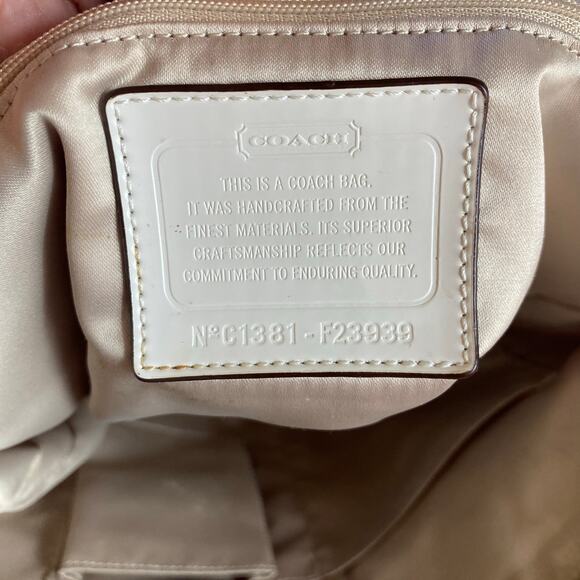 COACH
THIS IS A COACH BAG.
IT WAS HANDCRAFTED FROM THE
FINEST MATERIALS. ITS SUPERIOR
CRAFTSMANSHIP REFLECTS OUR
COMMITMENT TO ENDURING QUALITY.
Nº C1381 - F23939